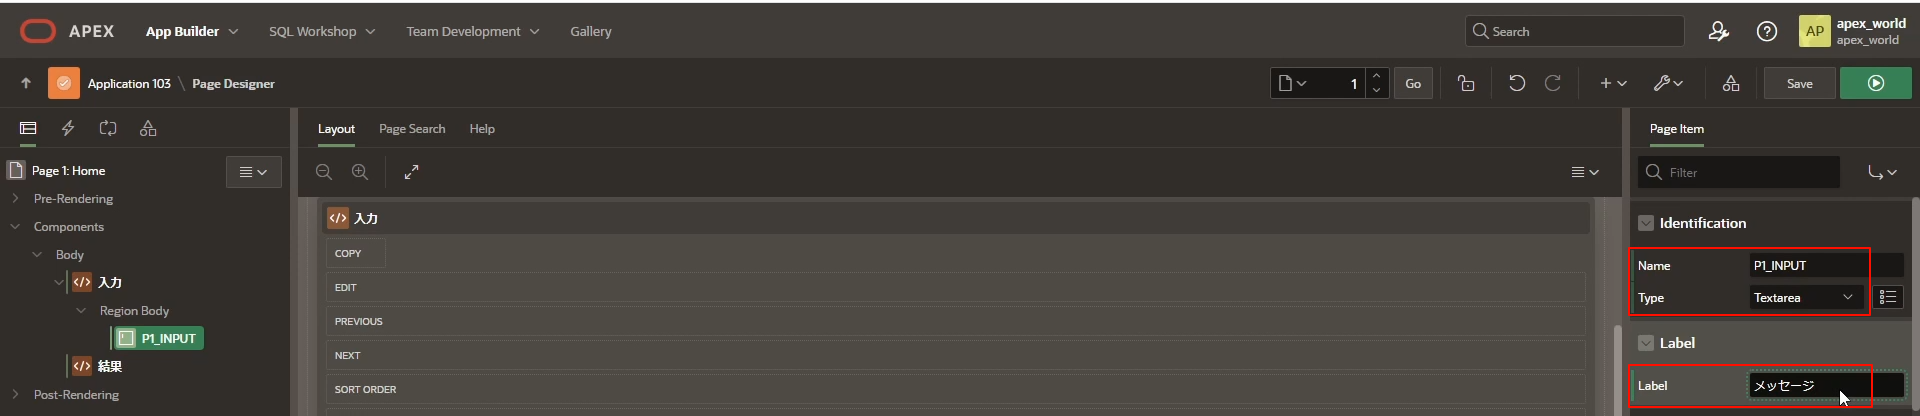 APEX App Builder SQL Workshop Team Development Gallery Search AP apex_world
apex_world
Application 103 \ Page Designer 1 Go Save
Layout Page Search Help Page Item
Page 1: Home Filter
Pre-Rendering
</> 入力 Identification
Components
COPY
Body
Name P1_INPUT
</> 入力
EDIT
Type Textarea
Region Body
PREVIOUS
P1_INPUT
Label
NEXT
</> 結果
SORT ORDER
Label メッセージ
Post-Rendering